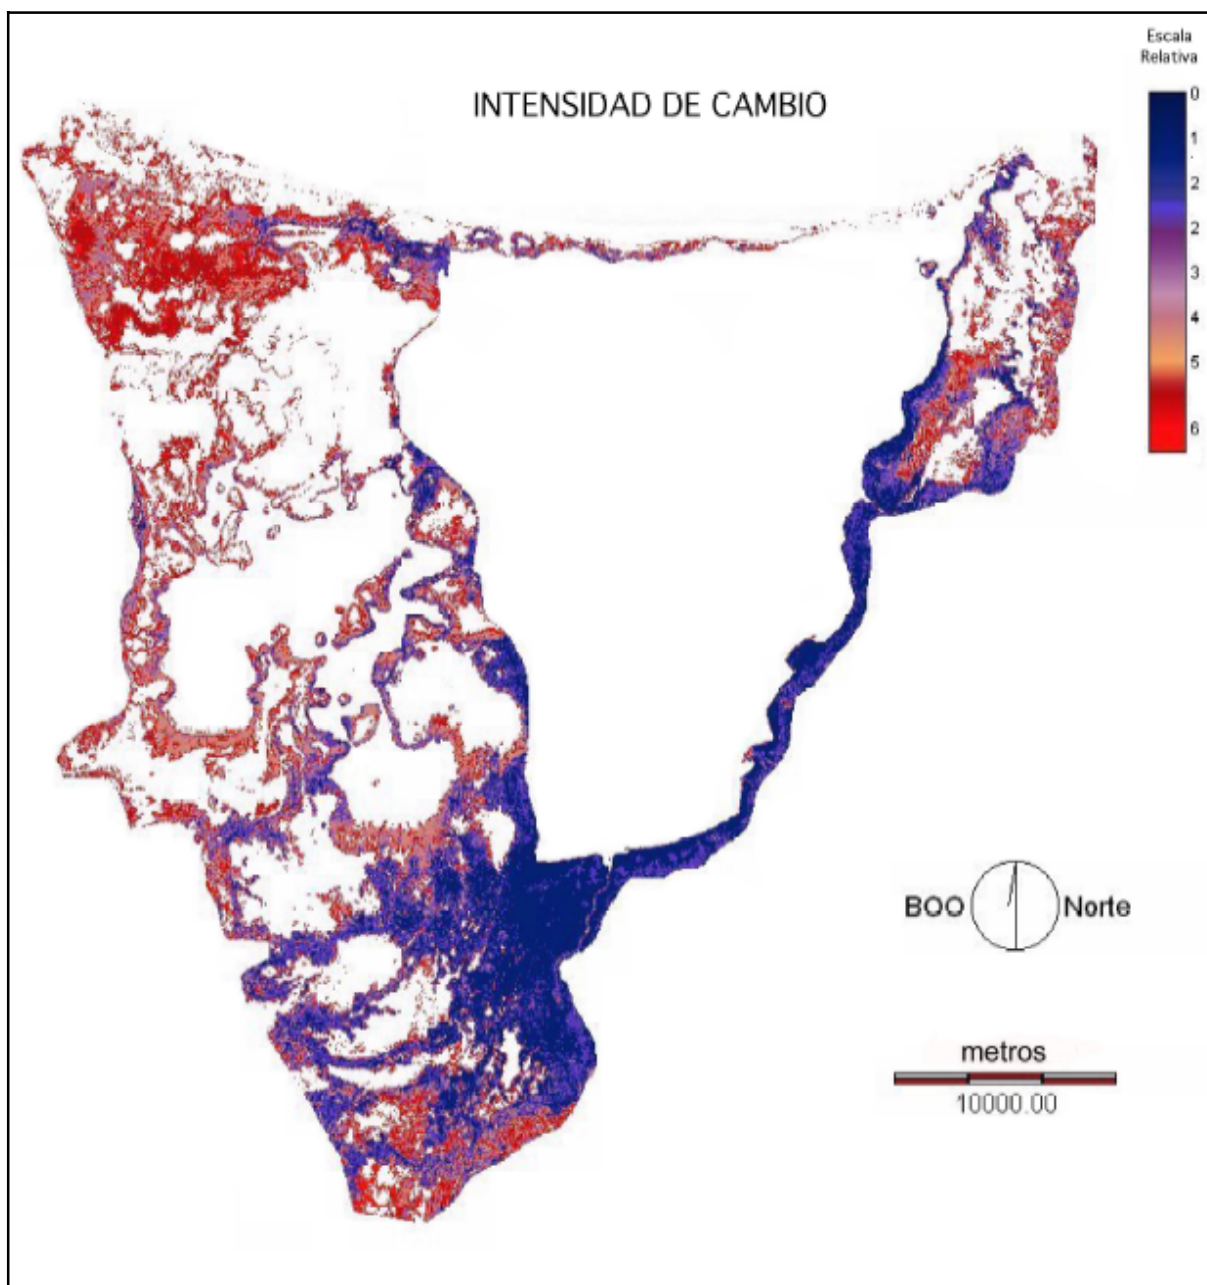 Escala
Relativa
INTENSIDAD DE CAMBIO
0
1
2
2
3
4
5
6
BOO Norte
metros
10000.00